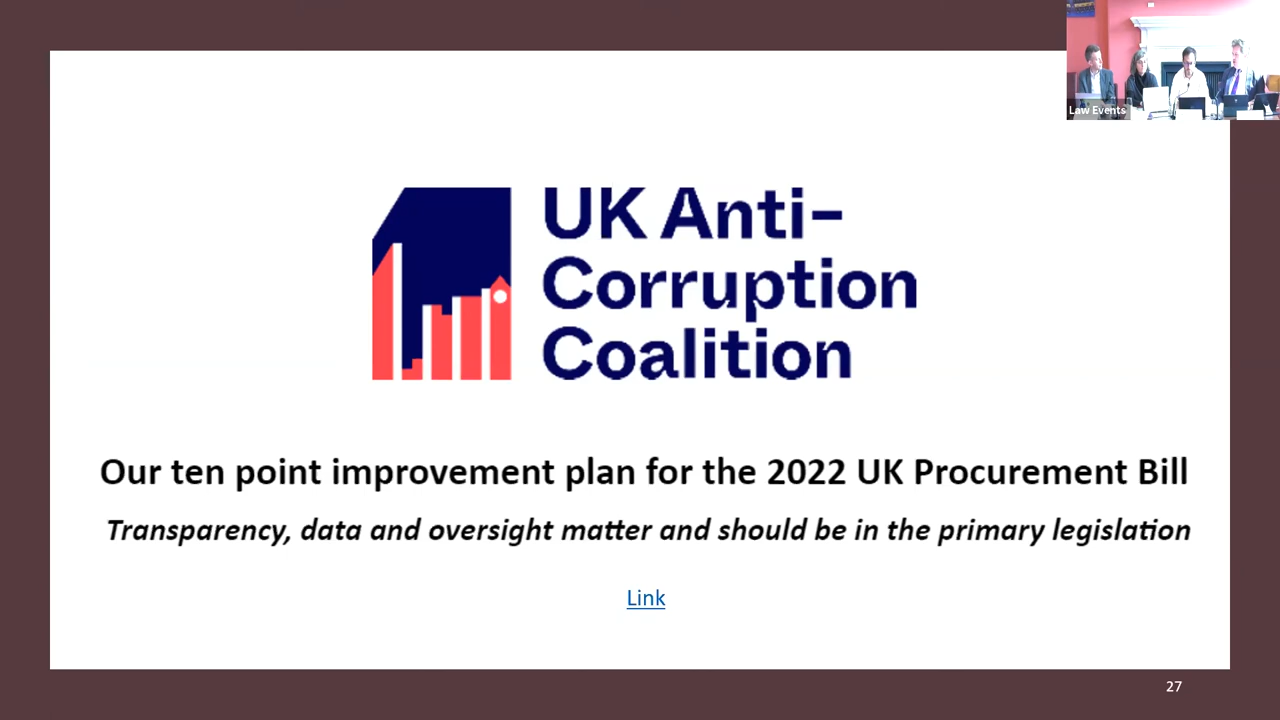 Law Events
UK Anti-
Corruption
Coalition
Our ten point improvement plan for the 2022 UK Procurement Bill
Transparency, data and oversight matter and should be in the primary legislation
Link
27